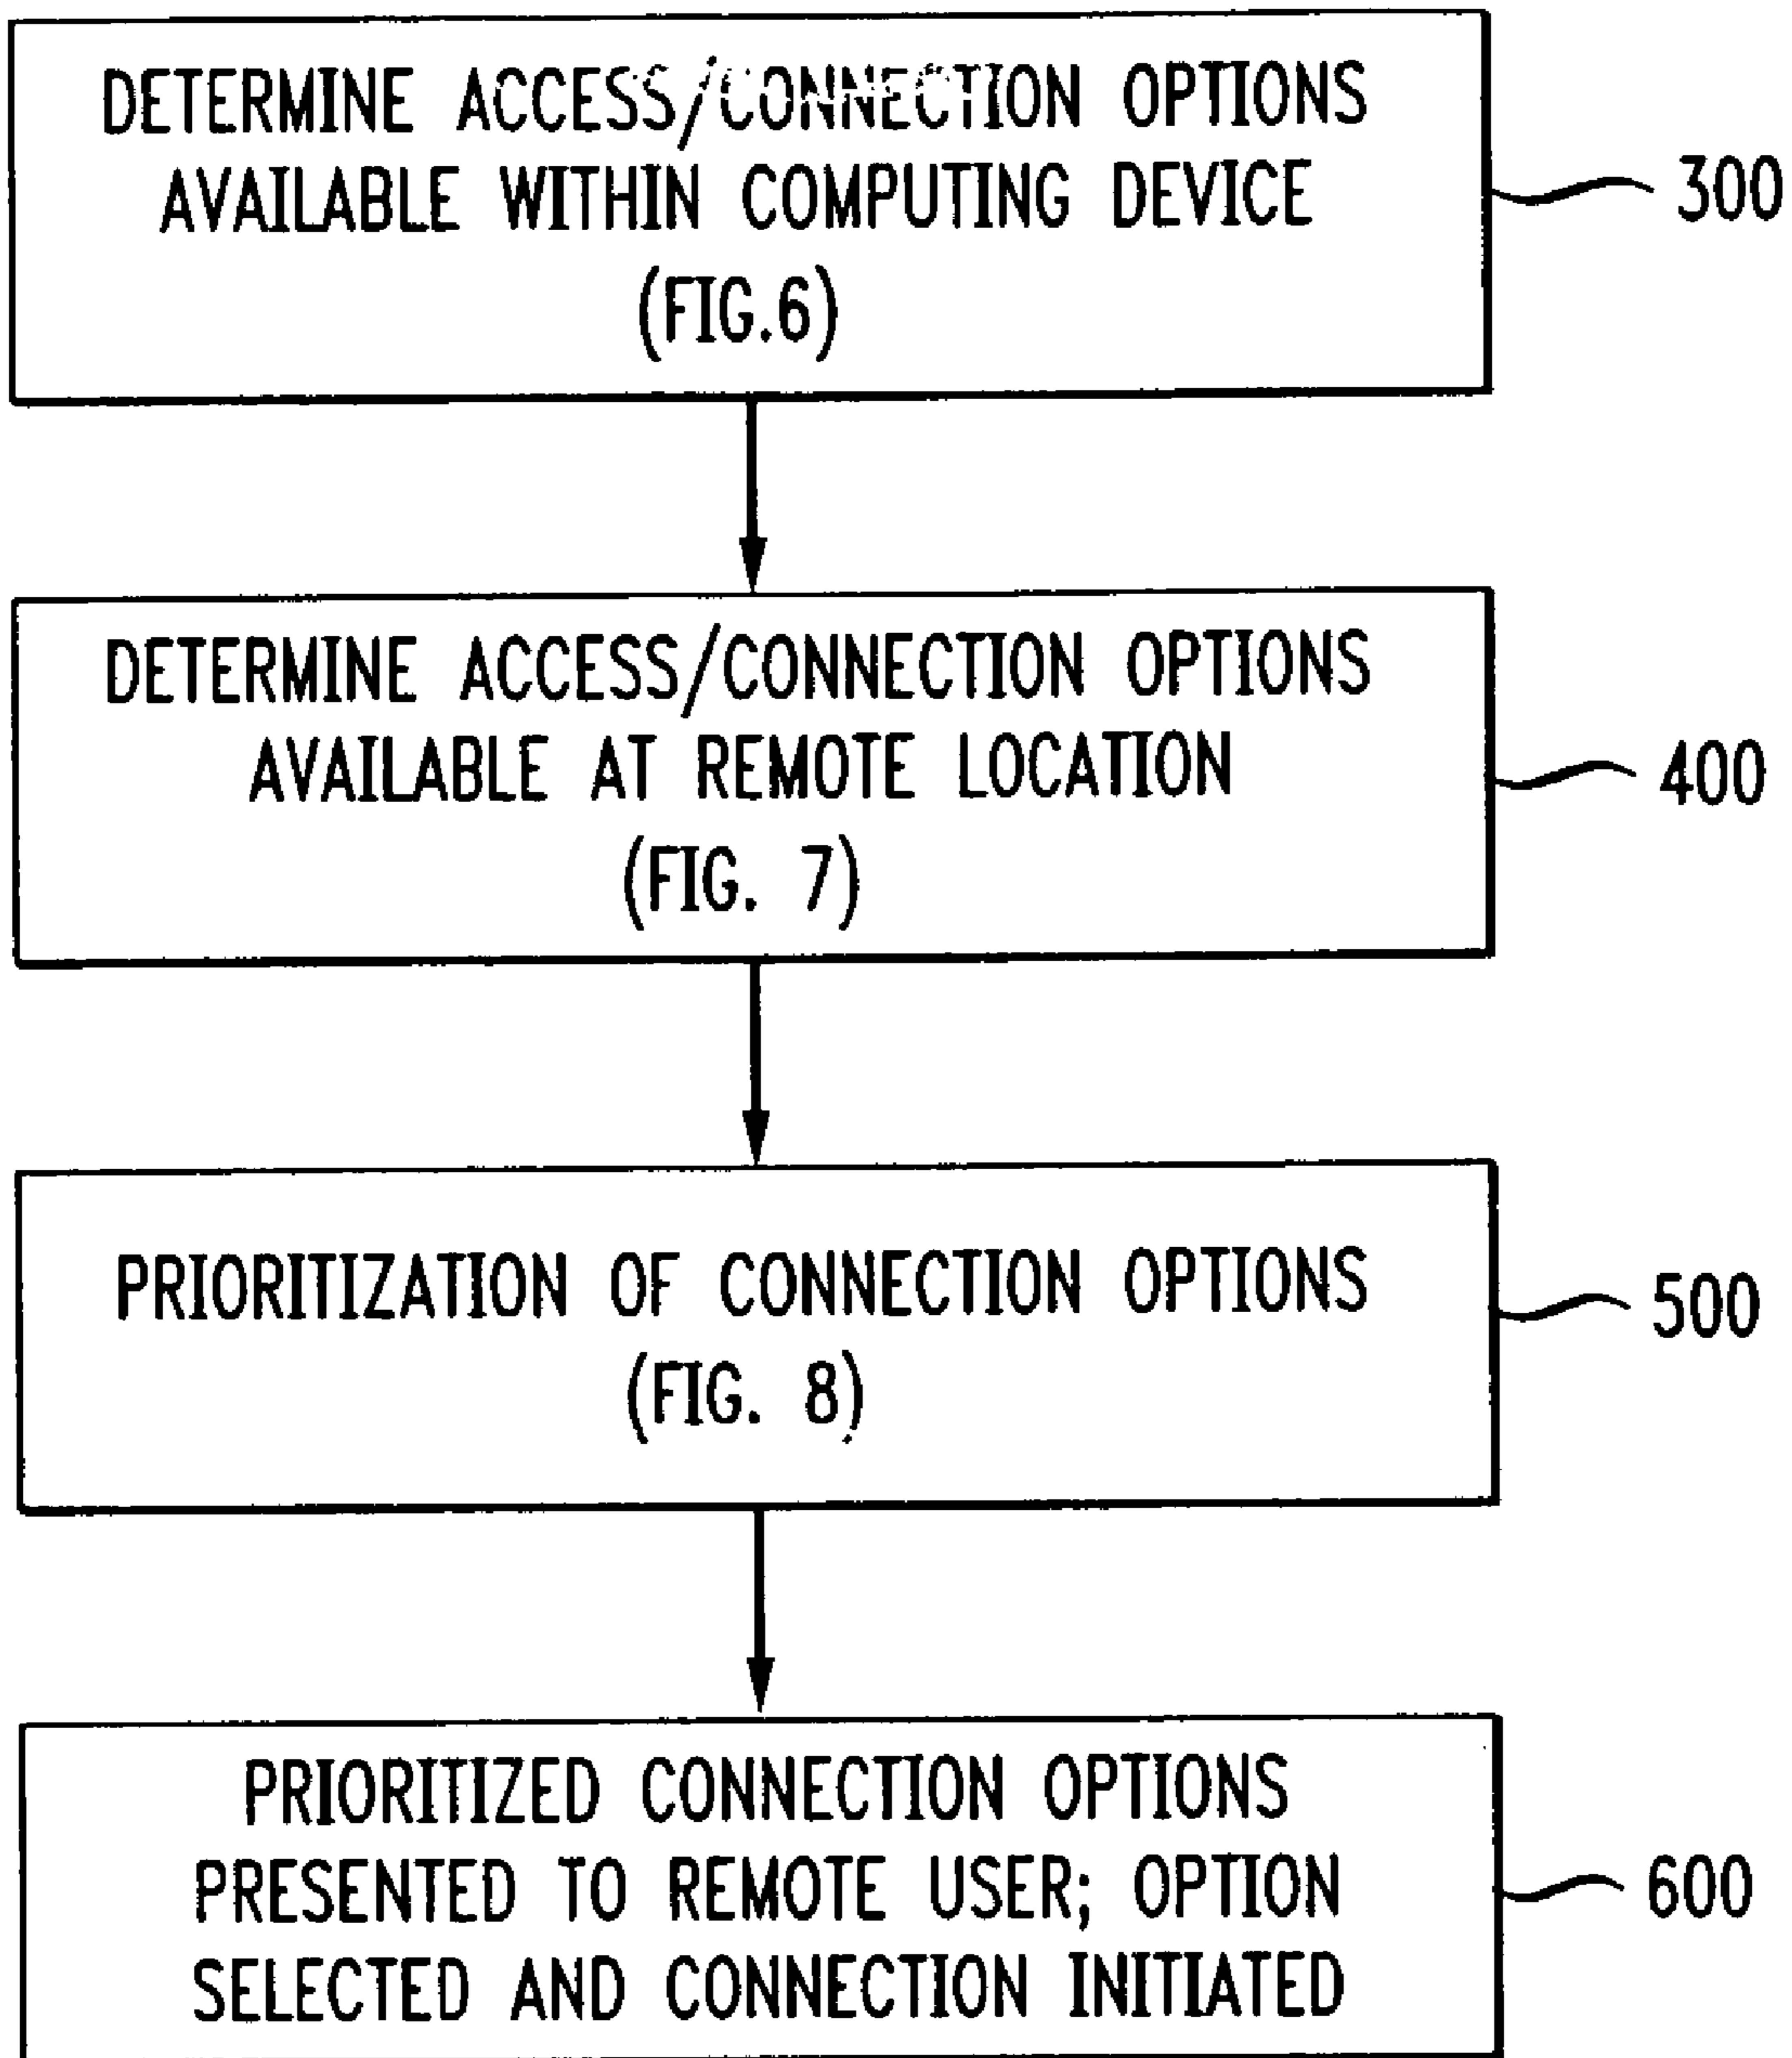 DETERMINE ACCESS/CONNECTION OPTIONS
AVAILABLE WITHIN COMPUTING DEVICE
(FIG.6)
300
DETERMINE ACCESS/CONNECTION OPTIONS
AVAILABLE AT REMOTE LOCATION
(FIG. 7)
400
PRIORITIZATION OF CONNECTION OPTIONS
(FIG. 8)
500
PRIORITIZED CONNECTION OPTIONS
PRESENTED TO REMOTE USER; OPTION
SELECTED AND CONNECTION INITIATED
600